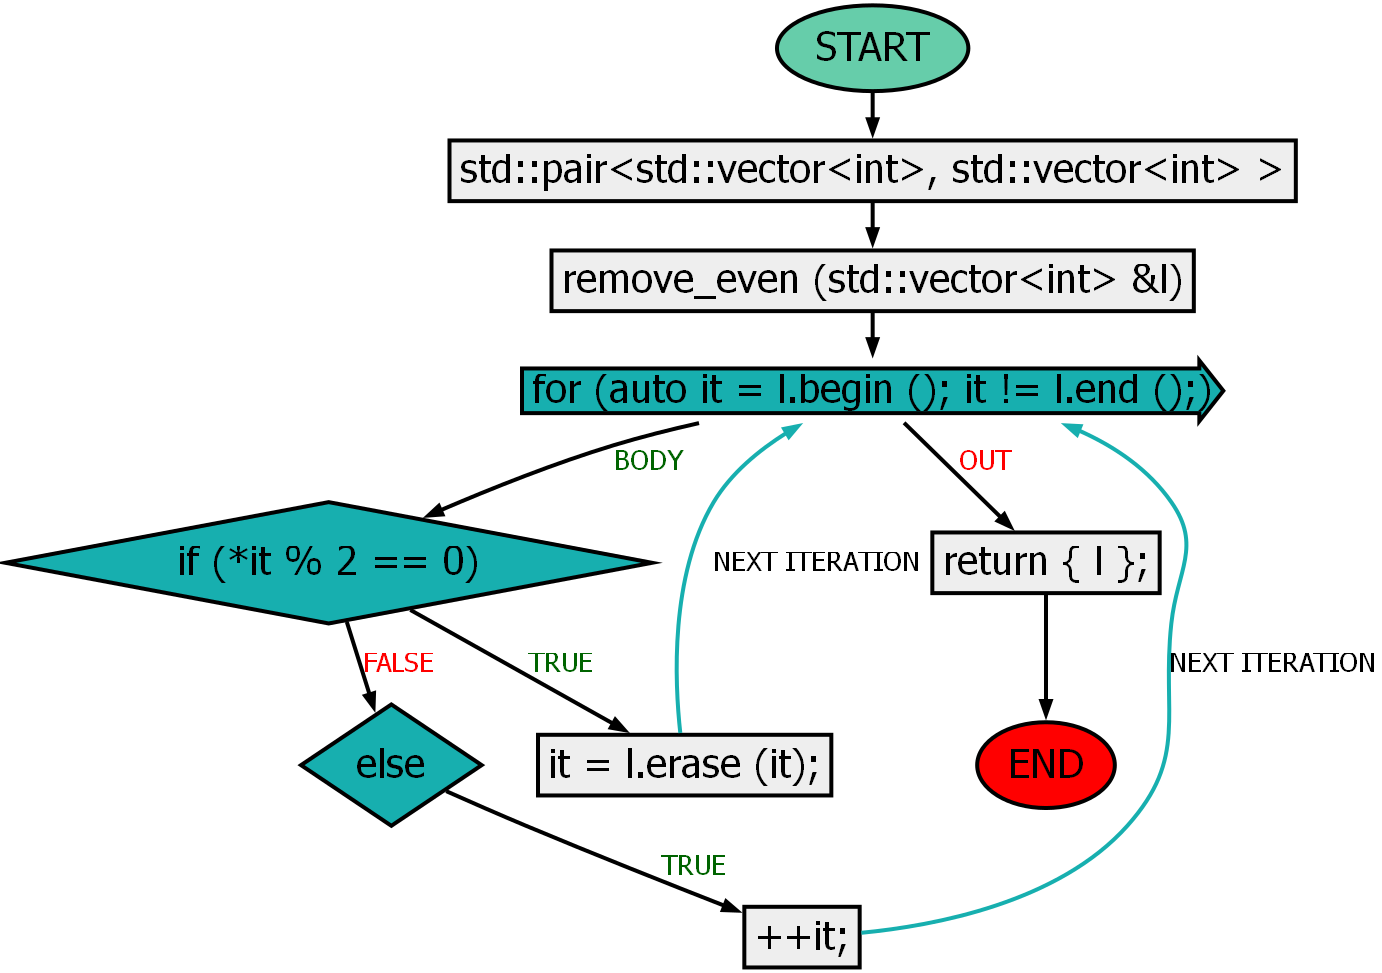 START
std::pair<std::vector<int>, std::vector<int> >
remove_even (std::vector<int> &l)
for (auto it = l.begin (); it != l.end ();)
BODY
OUT
if (*it % 2 == 0)
NEXT ITERATION
return { l };
FALSE
TRUE
NEXT ITERATION
else
it = l.erase (it);
END
TRUE
++it;